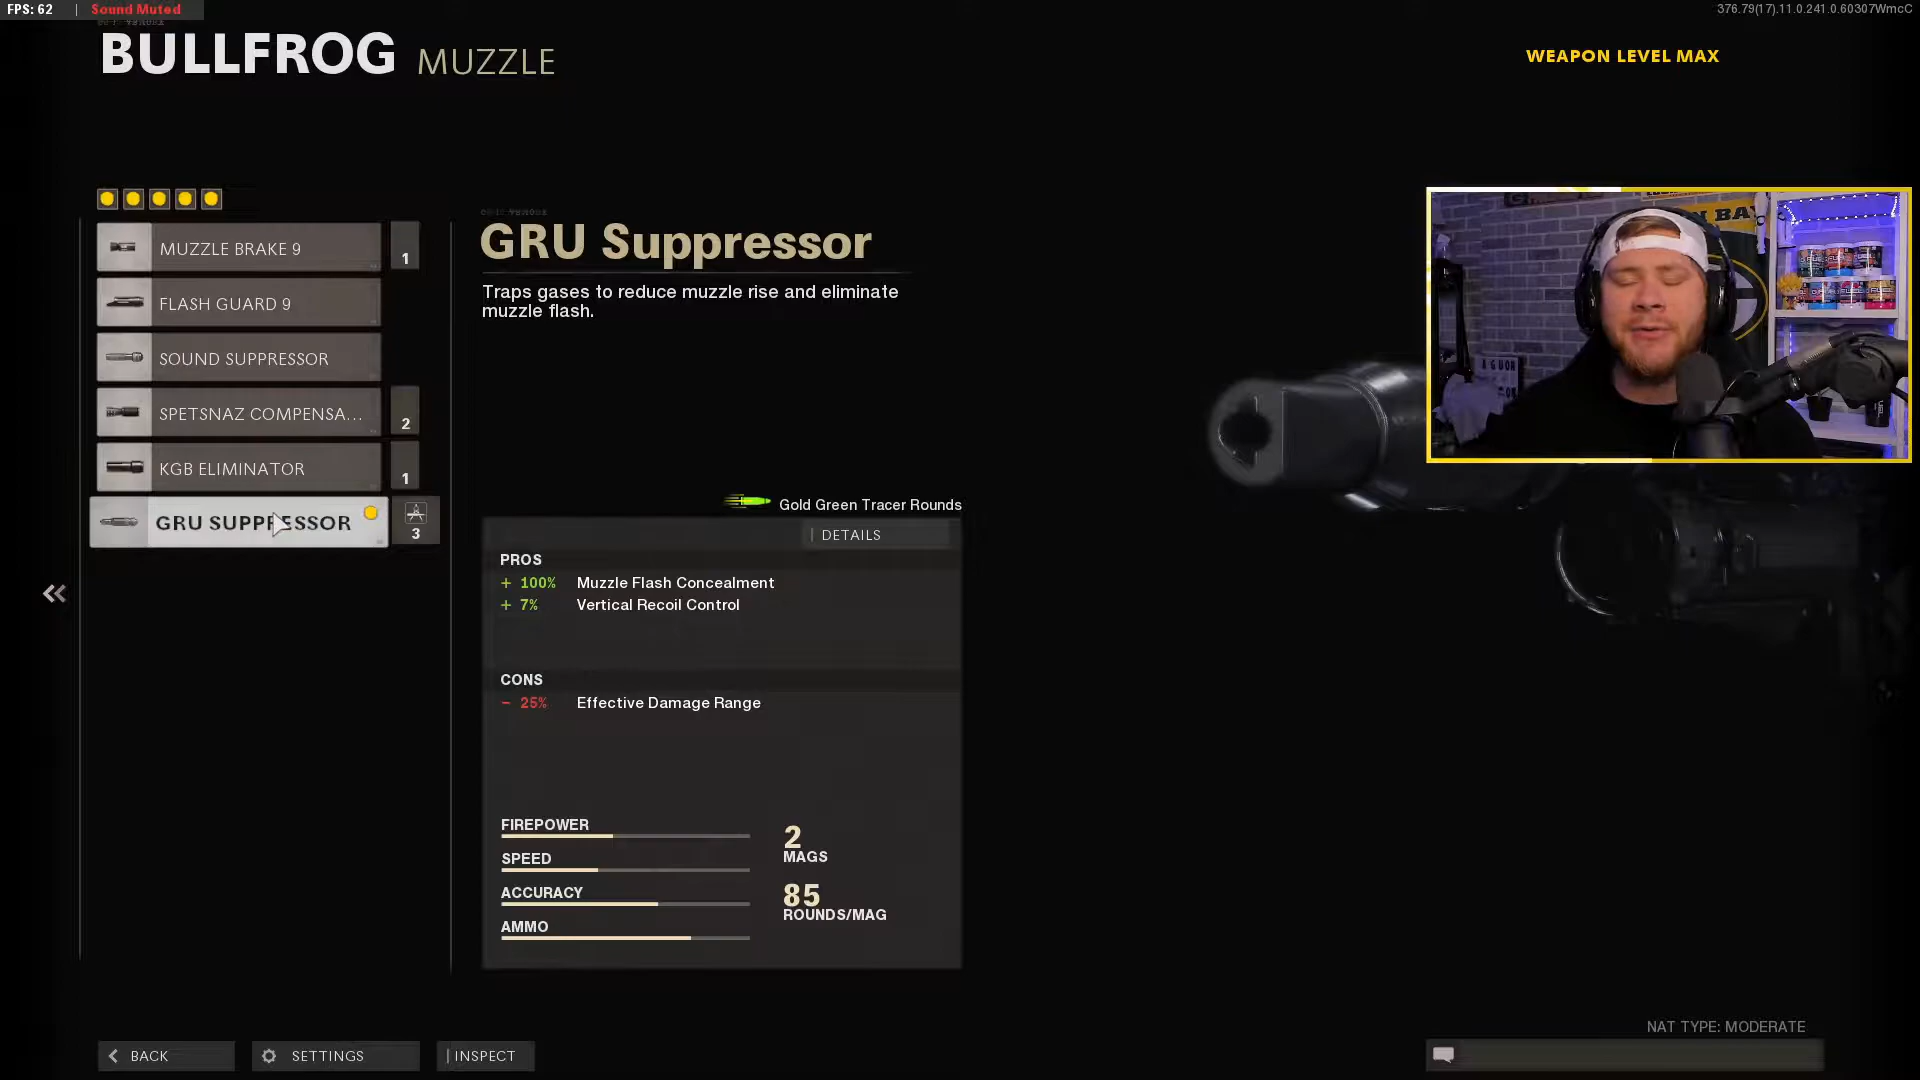 FPS: 62 | Sound Muted
376.79(17).11.0.241.0.60307WmcC
BULLFROG MUZZLE
WEAPON LEVEL MAX
MUZZLE BRAKE 9
1
FLASH GUARD 9
SOUND SUPPRESSOR
SPETSNAZ COMPENSA...
2
KGB ELIMINATOR
1
GRU SUPPRESSOR
3
GRU Suppressor
Traps gases to reduce muzzle rise and eliminate
muzzle flash.
Gold Green Tracer Rounds
DETAILS
PROS
+ 100% Muzzle Flash Concealment
+ 7% Vertical Recoil Control
CONS
- 25% Effective Damage Range
FIREPOWER
SPEED
ACCURACY
AMMO
2
MAGS
85
ROUNDS/MAG
BACK
SETTINGS
INSPECT
NAT TYPE: MODERATE